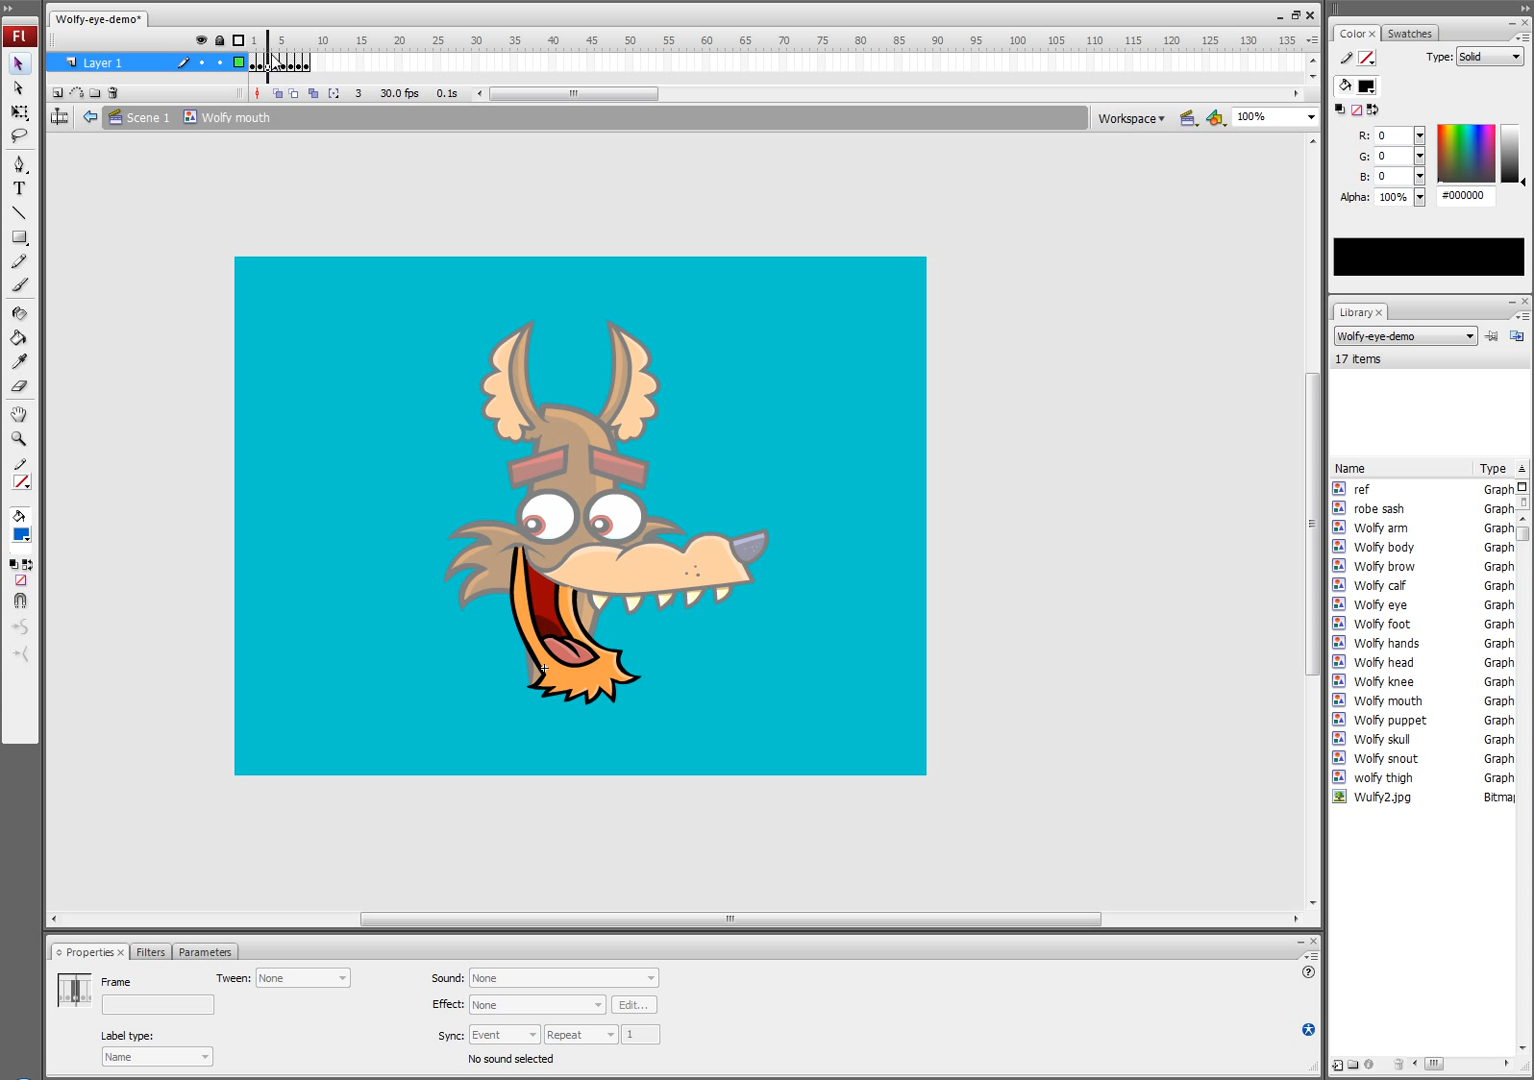 Wolfy-eye-demo*
Fl
1 5 10 15 20 25 30 35 40 45 50 55 60 65 70 75 80 85 90 95 100 105 110 115 120 125 130 135
Layer 1
3 30.0 fps 0.1s
Scene 1 Wolfy mouth Workspace 100%
Color Swatches
Type: Solid
R: 0
G: 0
B: 0
Alpha: 100% #000000
Library
Wolfy-eye-demo
17 items
Name Type
ref Graph
robe sash Graph
Wolfy arm Graph
Wolfy body Graph
Wolfy brow Graph
Wolfy calf Graph
Wolfy eye Graph
Wolfy foot Graph
Wolfy hands Graph
Wolfy head Graph
Wolfy knee Graph
Wolfy mouth Graph
Wolfy puppet Graph
Wolfy skull Graph
Wolfy snout Graph
wolfy thigh Graph
Wulfy2.jpg Bitma
T
Properties Filters Parameters
Frame Tween: None Sound: None
Effect: None Edit...
Label type: Sync: Event Repeat 1
Name No sound selected